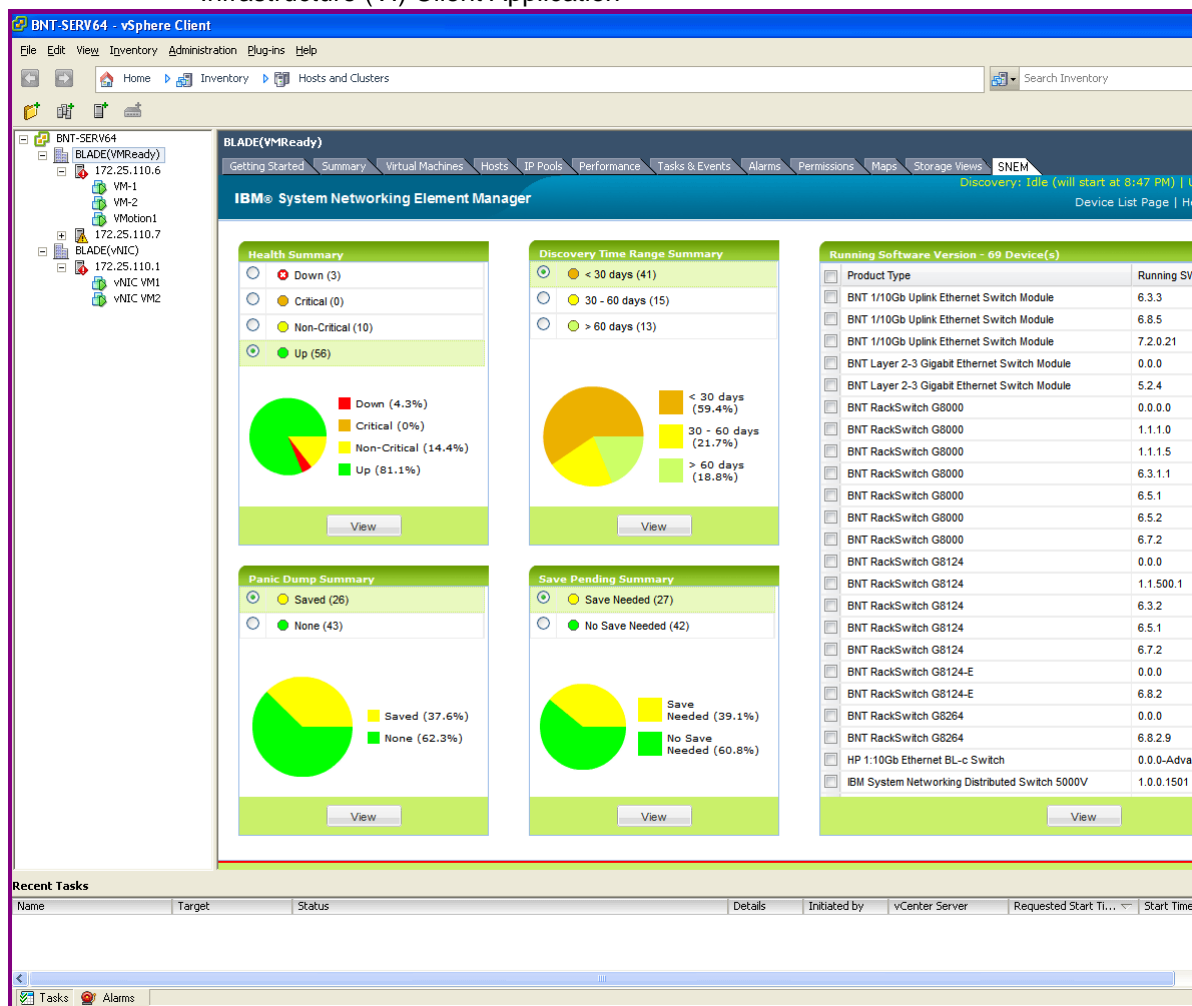 BNT-SERV64 - vSphere Client
File Edit View Inventory Administration Plug-ins Help
Home Inventory Hosts and Clusters Search Inventory
BNT-SERV64
BLADE(VMReady)
172.25.110.6
VM-1
VM-2
VMotion1
172.25.110.7
BLADE(vNIC)
172.25.110.1
vNIC VM1
vNIC VM2
BLADE(VMReady)
Getting Started Summary Virtual Machines Hosts IP Pools Performance Tasks & Events Alarms Permissions Maps Storage Views SNEM
Discovery: Idle (will start at 8:47 PM) | U
IBM® System Networking Element Manager
Device List Page | He
Health Summary
Down (3)
Critical (0)
Non-Critical (10)
Up (56)
Down (4.3%)
Critical (0%)
Non-Critical (14.4%)
Up (81.1%)
View
Discovery Time Range Summary
< 30 days (41)
30 - 60 days (15)
> 60 days (13)
< 30 days
(59.4%)
30 - 60 days
(21.7%)
> 60 days
(18.8%)
View
Panic Dump Summary
Saved (26)
None (43)
Saved (37.6%)
None (62.3%)
View
Save Pending Summary
Save Needed (27)
No Save Needed (42)
Save
Needed (39.1%)
No Save
Needed (60.8%)
View
Running Software Version - 69 Device(s)
Product Type Running SW
BNT 1/10Gb Uplink Ethernet Switch Module 6.3.3
BNT 1/10Gb Uplink Ethernet Switch Module 6.8.5
BNT 1/10Gb Uplink Ethernet Switch Module 7.2.0.21
BNT Layer 2-3 Gigabit Ethernet Switch Module 0.0.0
BNT Layer 2-3 Gigabit Ethernet Switch Module 5.2.4
BNT RackSwitch G8000 0.0.0.0
BNT RackSwitch G8000 1.1.1.0
BNT RackSwitch G8000 1.1.1.5
BNT RackSwitch G8000 6.3.1.1
BNT RackSwitch G8000 6.5.1
BNT RackSwitch G8000 6.5.2
BNT RackSwitch G8000 6.7.2
BNT RackSwitch G8124 0.0.0
BNT RackSwitch G8124 1.1.500.1
BNT RackSwitch G8124 6.3.2
BNT RackSwitch G8124 6.5.1
BNT RackSwitch G8124 6.7.2
BNT RackSwitch G8124-E 0.0.0
BNT RackSwitch G8124-E 6.8.2
BNT RackSwitch G8264 0.0.0
BNT RackSwitch G8264 6.8.2.9
HP 1:10Gb Ethernet BL-c Switch 0.0.0-Adva
IBM System Networking Distributed Switch 5000V 1.0.0.1501
View
Recent Tasks
Name Target Status Details Initiated by vCenter Server Requested Start Ti... Start Time
Tasks Alarms